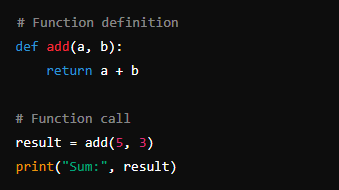 # Function definition
def add(a, b):
    return a + b

# Function call
result = add(5, 3)
print("Sum:", result)